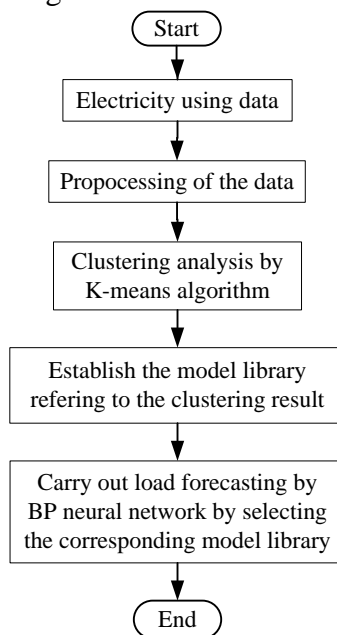 Start
Electricity using data
Propocessing of the data
Clustering analysis by
K-means algorithm
Establish the model library
refering to the clustering result
Carry out load forecasting by
BP neural network by selecting
the corresponding model library
End